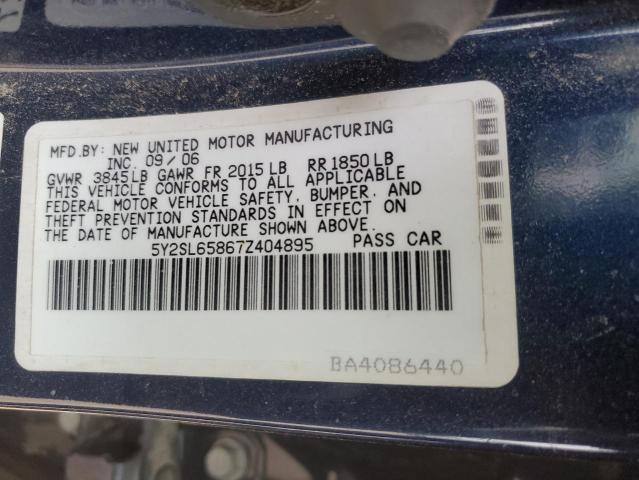 MFD.BY: NEW UNITED MOTOR MANUFACTURING
INC. 09/06
GVWR 3845LB GAWR FR 2015LB RR 1850LB
THIS VEHICLE CONFORMS TO ALL APPLICABLE
FEDERAL MOTOR VEHICLE SAFETY, BUMPER, AND
THEFT PREVENTION STANDARDS IN EFFECT ON
THE DATE OF MANUFACTURE SHOWN ABOVE.
5Y2SL65867Z404895 PASS CAR
BA4086440